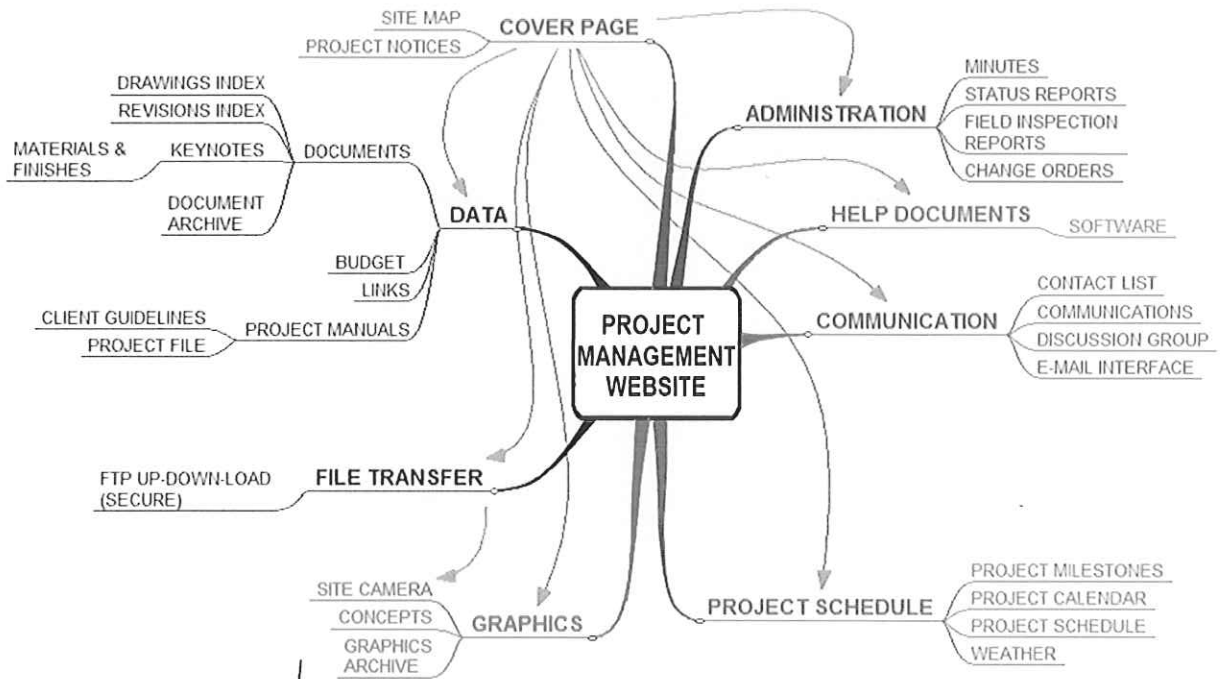 SITE MAP
PROJECT NOTICES
COVER PAGE
DRAWINGS INDEX
REVISIONS INDEX
MATERIALS &
FINISHES
KEYNOTES
DOCUMENT
ARCHIVE
DOCUMENTS
DATA
BUDGET
LINKS
CLIENT GUIDELINES
PROJECT FILE
PROJECT MANUALS
FTP UP-DOWN-LOAD
(SECURE)
FILE TRANSFER
SITE CAMERA
CONCEPTS
GRAPHICS
ARCHIVE
GRAPHICS
PROJECT
MANAGEMENT
WEBSITE
ADMINISTRATION
MINUTES
STATUS REPORTS
FIELD INSPECTION
REPORTS
CHANGE ORDERS
HELP DOCUMENTS
SOFTWARE
COMMUNICATION
CONTACT LIST
COMMUNICATIONS
DISCUSSION GROUP
E-MAIL INTERFACE
PROJECT SCHEDULE
PROJECT MILESTONES
PROJECT CALENDAR
PROJECT SCHEDULE
WEATHER